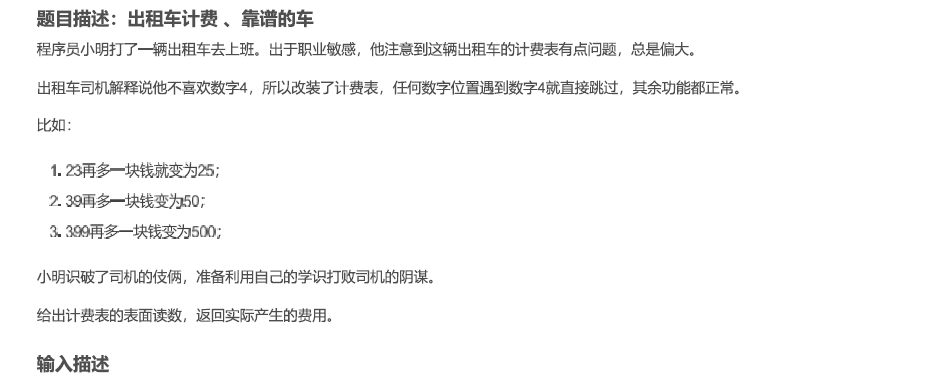 题目描述：出租车计费 、靠谱的车
程序员小明打了一辆出租车去上班。出于职业敏感，他注意到这辆出租车的计费表有点问题，总是偏大。
出租车司机解释说他不喜欢数字4，所以改装了计费表，任何数字位置遇到数字4就直接跳过，其余功能都正常。
比如：
1. 23再多一块钱就变为25；
2. 39再多一块钱变为50；
3. 399再多一块钱变为500；
小明识破了司机的伎俩，准备利用自己的学识打败司机的阴谋。
给出计费表的表面读数，返回实际产生的费用。
输入描述